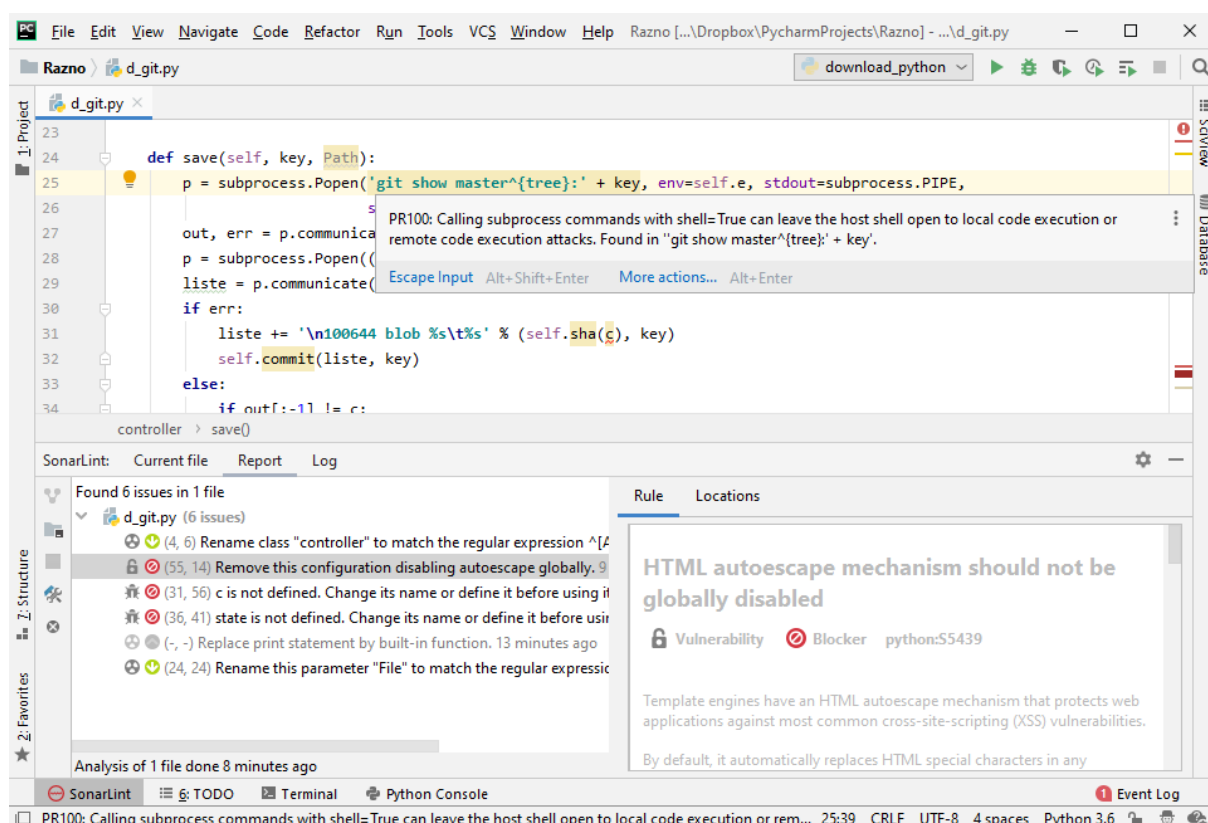 PC File Edit View Navigate Code Refactor Run Tools VCS Window Help Razno [...\Dropbox\PycharmProjects\Razno] - ...\d_git.py
Razno d_git.py download_python
1: Project
d_git.py
SciView
23
24 def save(self, key, Path):
25 p = subprocess.Popen('git show master^{tree}:' + key, env=self.e, stdout=subprocess.PIPE,
26 s
27 out, err = p.communica
28 p = subprocess.Popen((
29 liste = p.communicate(
PR100: Calling subprocess commands with shell=True can leave the host shell open to local code execution or
remote code execution attacks. Found in ''git show master^{tree}:' + key'.
Escape Input Alt+Shift+Enter More actions... Alt+Enter
Database
30 if err:
31 liste += '\n100644 blob %s\t%s' % (self.sha(c), key)
32 self.commit(liste, key)
33 else:
34 if out[:-1] != c:
controller > save()
SonarLint: Current file Report Log
Found 6 issues in 1 file
d_git.py (6 issues)
(4, 6) Rename class "controller" to match the regular expression ^[A
(55, 14) Remove this configuration disabling autoescape globally. 9
(31, 56) c is not defined. Change its name or define it before using it
(36, 41) state is not defined. Change its name or define it before usin
(-, -) Replace print statement by built-in function. 13 minutes ago
(24, 24) Rename this parameter "File" to match the regular expressic
Analysis of 1 file done 8 minutes ago
Rule Locations
HTML autoescape mechanism should not be
globally disabled
Vulnerability Blocker python:S5439
Template engines have an HTML autoescape mechanism that protects web
applications against most common cross-site-scripting (XSS) vulnerabilities.
By default, it automatically replaces HTML special characters in any
7: Structure
2: Favorites
SonarLint 6: TODO Terminal Python Console 1 Event Log
PR100: Calling subprocess commands with shell=True can leave the host shell open to local code execution or rem... 25:39 CRLF UTF-8 4 spaces Python 3.6